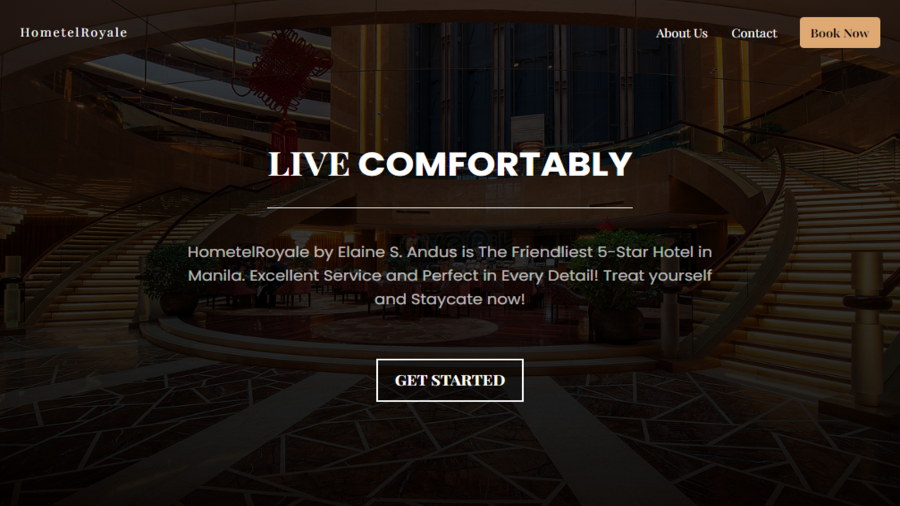 HometelRoyale
About Us
Contact
Book Now
LIVE COMFORTABLY
HometelRoyale by Elaine S. Andus is The Friendliest 5-Star Hotel in
Manila. Excellent Service and Perfect in Every Detail! Treat yourself
and Staycate now!
GET STARTED